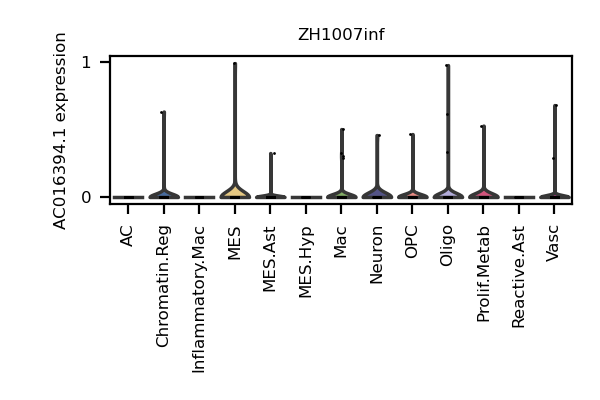 ZH1007inf
AC016394.1 expression
1
0
AC
Chromatin.Reg
Inflammatory.Mac
MES
MES.Ast
MES.Hyp
Mac
Neuron
OPC
Oligo
Prolif.Metab
Reactive.Ast
Vasc